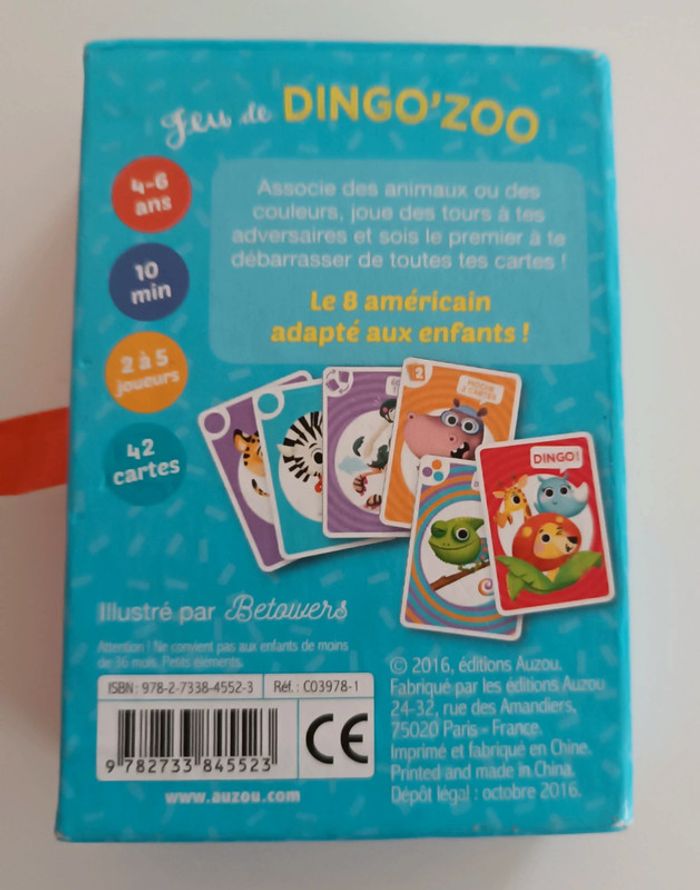 Jeu de DINGO'ZOO
4-6
ans
Associe des animaux ou des
couleurs, joue des tours à tes
adversaires et sois le premier à te
débarrasser de toutes tes cartes !
10
min
Le 8 américain
adapté aux enfants !
2 à 5
joueurs
42
cartes
2
PIOCHE
2 CARTES
DINGO!
Illustré par Betowers
Attention ! Ne convient pas aux enfants de moins
de 36 mois. Petits éléments.
ISBN : 978-2-7338-4552-3
Réf. : C03978-1
CE
9 782733 845523
www.auzou.com
© 2016, éditions Auzou.
Fabriqué par les éditions Auzou
24-32, rue des Amandiers,
75020 Paris - France.
Imprimé et fabriqué en Chine.
Printed and made in China.
Dépôt légal : octobre 2016.